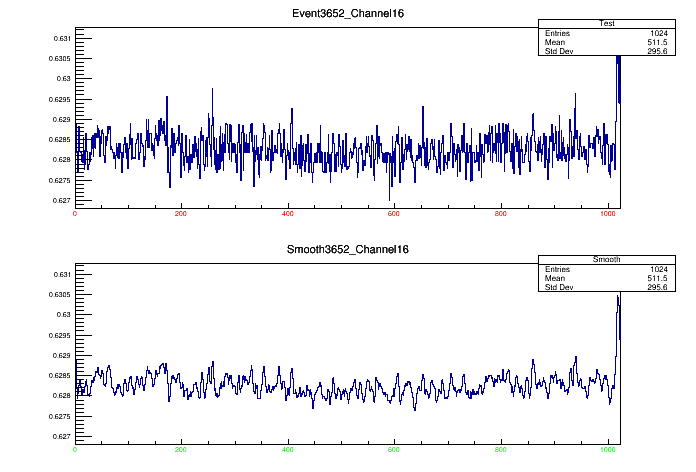 Event3652_Channel16
Test
Entries 1024
Mean 511.5
Std Dev 295.6
0.631
0.6305
0.63
0.6295
0.629
0.6285
0.628
0.6275
0.627
0 200 400 600 800 1000
Smooth3652_Channel16
Smooth
Entries 1024
Mean 511.5
Std Dev 295.6
0.631
0.6305
0.63
0.6295
0.629
0.6285
0.628
0.6275
0.627
0 200 400 600 800 1000